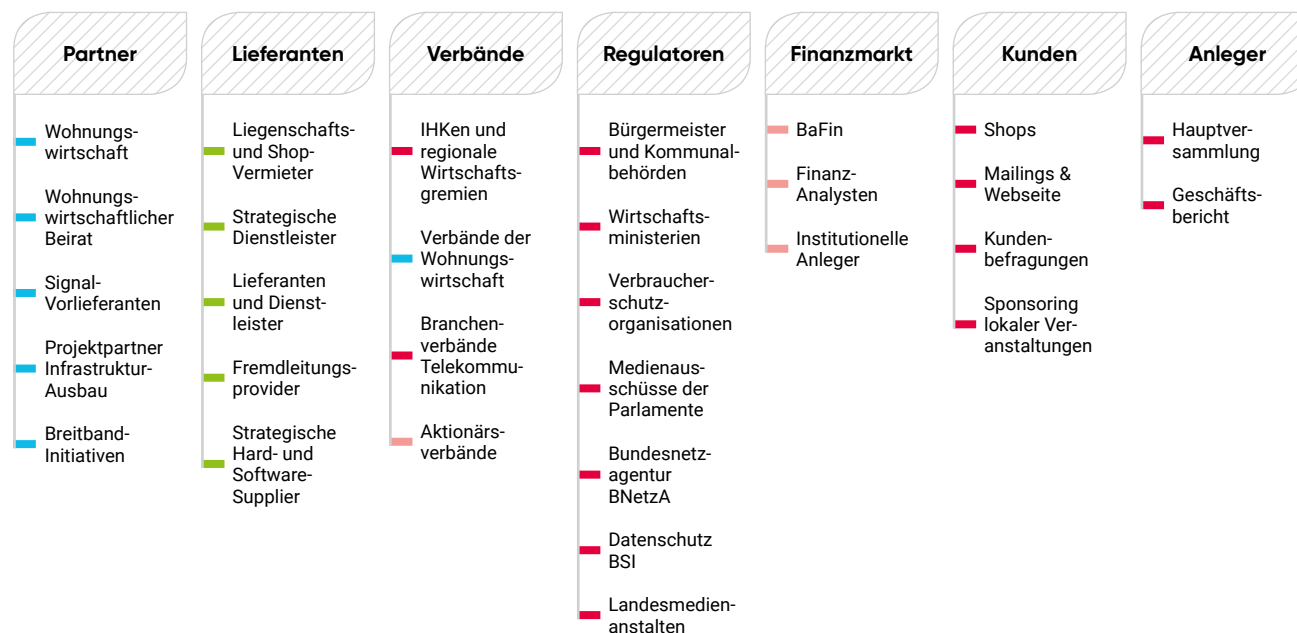 Partner
Wohnungs-
wirtschaft
Wohnungs-
wirtschaftlicher
Beirat
Signal-
Vorlieferanten
Projektpartner
Infrastruktur-
Ausbau
Breitband-
Initiativen
Lieferanten
Liegenschafts-
und Shop-
Vermieter
Strategische
Dienstleister
Lieferanten
und Dienst-
leister
Fremdleitungs-
provider
Strategische
Hard- und
Software-
Supplier
Verbände
IHKen und
regionale
Wirtschafts-
gremien
Verbände der
Wohnungs-
wirtschaft
Branchen-
verbände
Telekommu-
nikation
Aktionärs-
verbände
Regulatoren
Bürgermeister
und Kommunal-
behörden
Wirtschafts-
ministerien
Verbraucher-
schutz-
organisationen
Medienaus-
schüsse der
Parlamente
Bundesnetz-
agentur
BNetzA
Datenschutz
BSI
Landesmedien-
anstalten
Finanzmarkt
BaFin
Finanz-
Analysten
Institutionelle
Anleger
Kunden
Shops
Mailings &
Webseite
Kunden-
befragungen
Sponsoring
lokaler Ver-
anstaltungen
Anleger
Hauptver-
sammlung
Geschäfts-
bericht